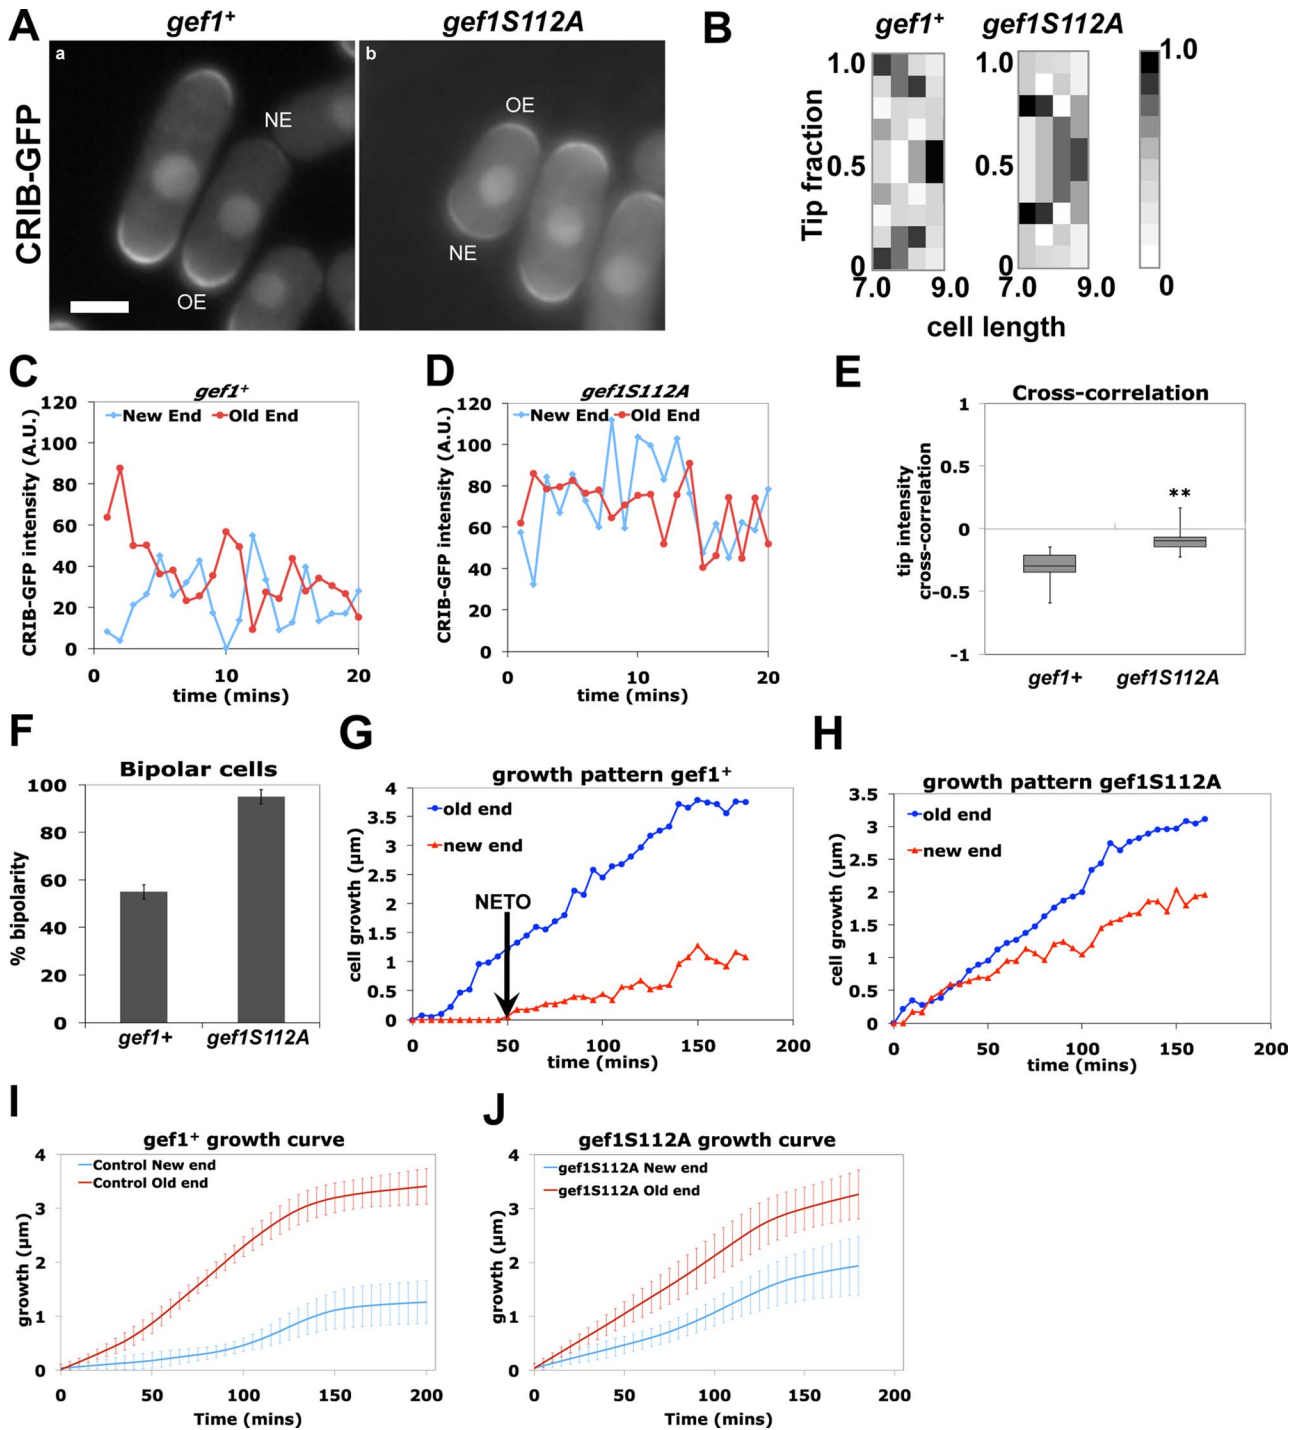 A
gef1+
gef1S112A
CRIB-GFP
a
NE
OE
b
OE
NE
B
gef1+
gef1S112A
Tip fraction
1.0
0.5
0
7.0
9.0
1.0
0.5
0
7.0
9.0
1.0
0
cell length
C
gef1+
New End
Old End
CRIB-GFP intensity (A.U.)
120
100
80
60
40
20
0
0
10
20
time (mins)
D
gef1S112A
New End
Old End
CRIB-GFP intensity (A.U.)
120
100
80
60
40
20
0
0
10
20
time (mins)
E
Cross-correlation
tip intensity
cross-correlation
1
0.5
0
-0.5
-1
**
gef1+
gef1S112A
F
Bipolar cells
% bipolarity
100
80
60
40
20
0
gef1+
gef1S112A
G
growth pattern gef1+
old end
new end
NETO
cell growth (µm)
4
3.5
3
2.5
2
1.5
1
0.5
0
0
50
100
150
200
time (mins)
H
growth pattern gef1S112A
old end
new end
cell growth (µm)
3.5
3
2.5
2
1.5
1
0.5
0
0
50
100
150
200
time (mins)
I
gef1+ growth curve
Control New end
Control Old end
growth (µm)
4
3
2
1
0
0
50
100
150
200
Time (mins)
J
gef1S112A growth curve
gef1S112A New end
gef1S112A Old end
growth (µm)
4
3
2
1
0
0
50
100
150
200
Time (mins)